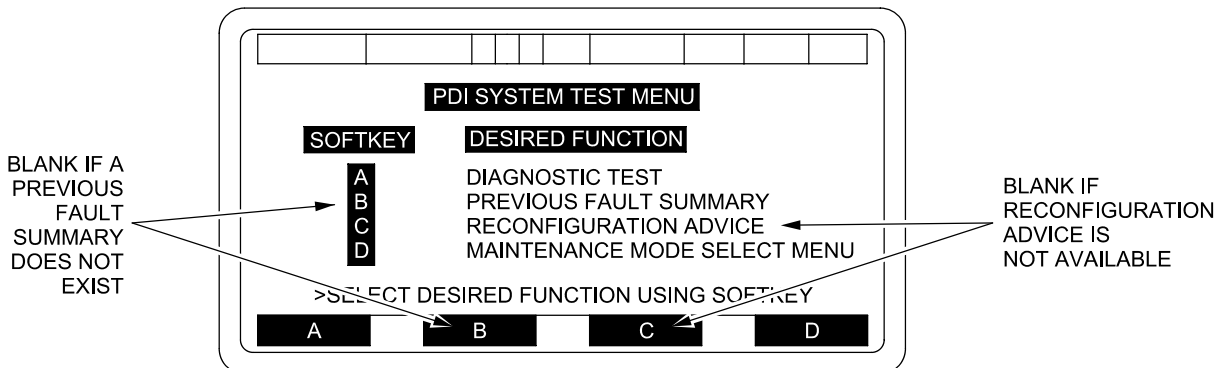 PDI SYSTEM TEST MENU
SOFTKEY DESIRED FUNCTION
A DIAGNOSTIC TEST
B PREVIOUS FAULT SUMMARY
C RECONFIGURATION ADVICE
D MAINTENANCE MODE SELECT MENU
>SELECT DESIRED FUNCTION USING SOFTKEY
A B C D
BLANK IF A
PREVIOUS
FAULT
SUMMARY
DOES NOT
EXIST
BLANK IF
RECONFIGURATION
ADVICE IS
NOT AVAILABLE